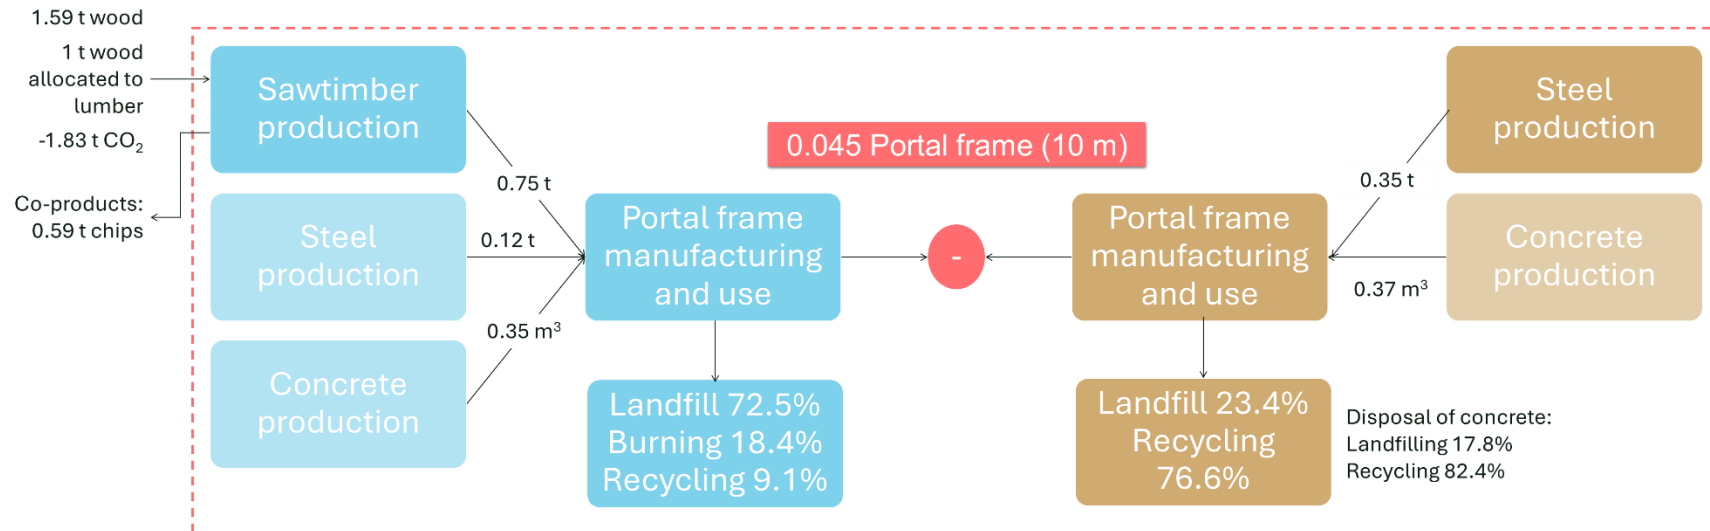 1.59 t wood
1 t wood
allocated to
lumber
-1.83 t CO₂
Co-products:
0.59 t chips
Sawtimber
production
Steel
production
Concrete
production
0.75 t
0.12 t
0.35 m³
Portal frame
manufacturing
and use
Landfill 72.5%
Burning 18.4%
Recycling 9.1%
0.045 Portal frame (10 m)
-
Portal frame
manufacturing
and use
Landfill 23.4%
Recycling
76.6%
0.35 t
0.37 m³
Steel
production
Concrete
production
Disposal of concrete:
Landfilling 17.8%
Recycling 82.4%